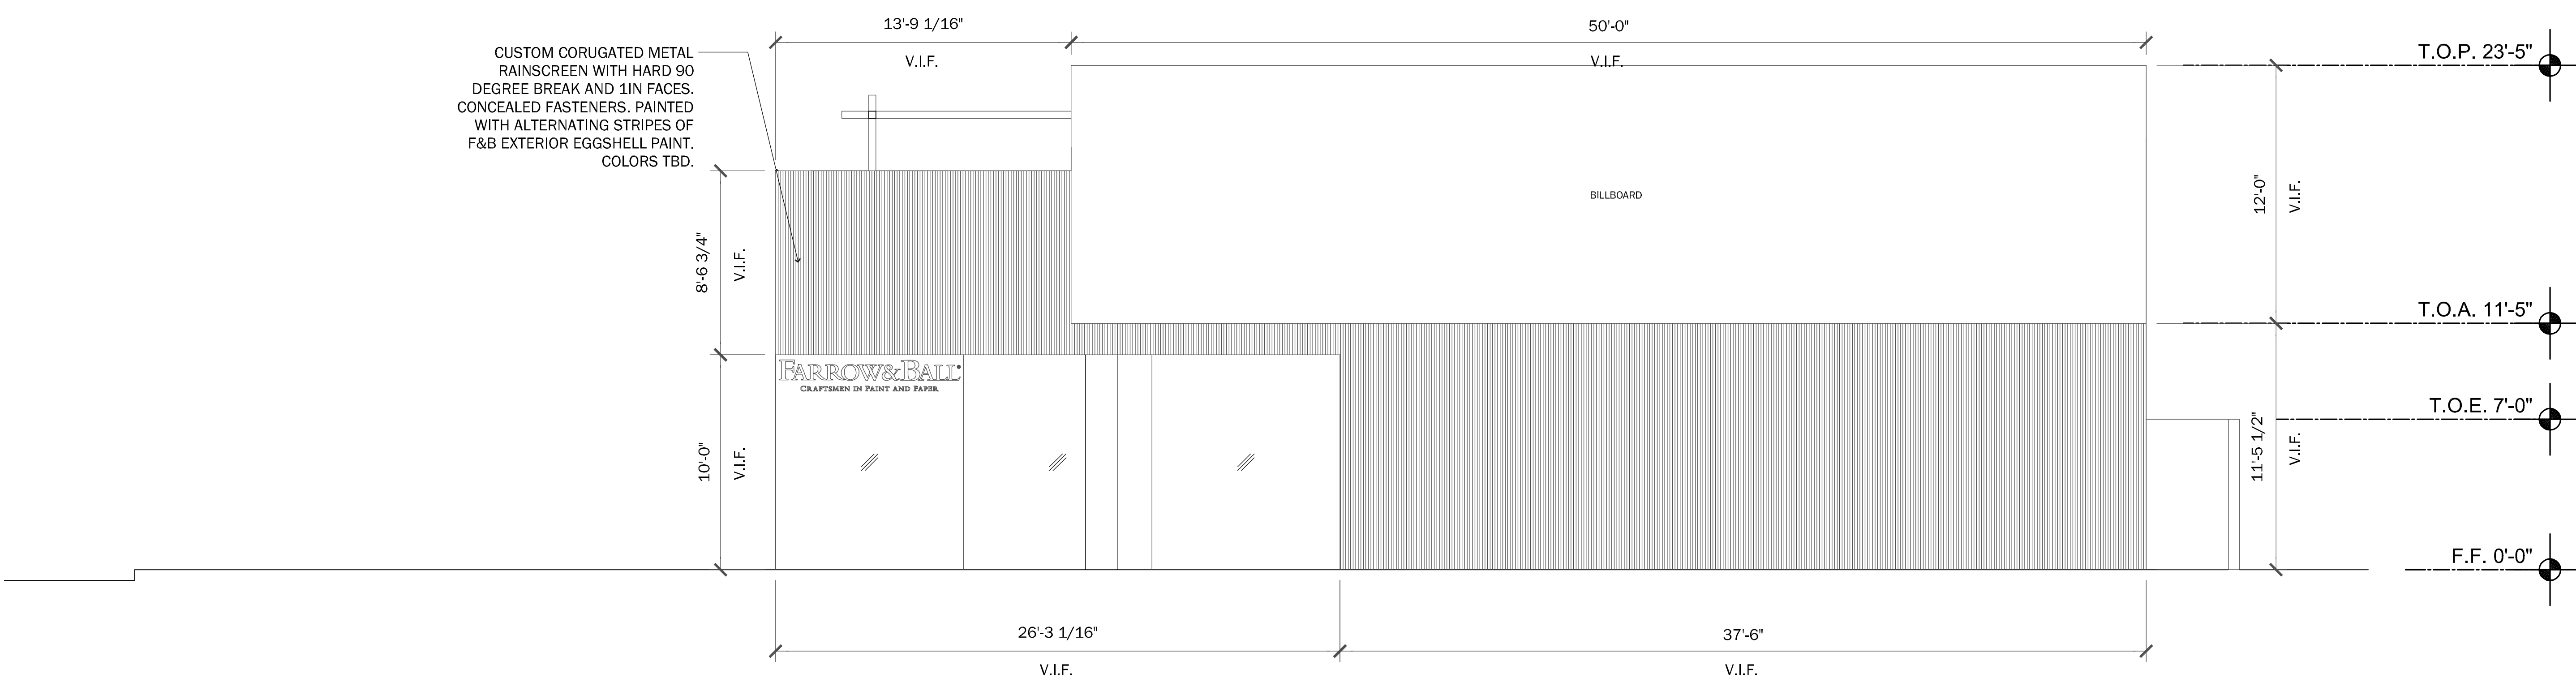 13'-9 1/16"
V.I.F.
50'-0"
V.I.F.
CUSTOM CORUGATED METAL
RAINSCREEN WITH HARD 90
DEGREE BREAK AND 1IN FACES.
CONCEALED FASTENERS. PAINTED
WITH ALTERNATING STRIPES OF
F&B EXTERIOR EGGSHELL PAINT.
COLORS TBD.
T.O.P. 23'-5"
BILLBOARD
12'-0"
V.I.F.
8'-6 3/4"
V.I.F.
T.O.A. 11'-5"
FARROW&BALL
CRAFTSMEN IN PAINT AND PAPER
T.O.E. 7'-0"
10'-0"
V.I.F.
11'-5 1/2"
V.I.F.
F.F. 0'-0"
26'-3 1/16"
V.I.F.
37'-6"
V.I.F.